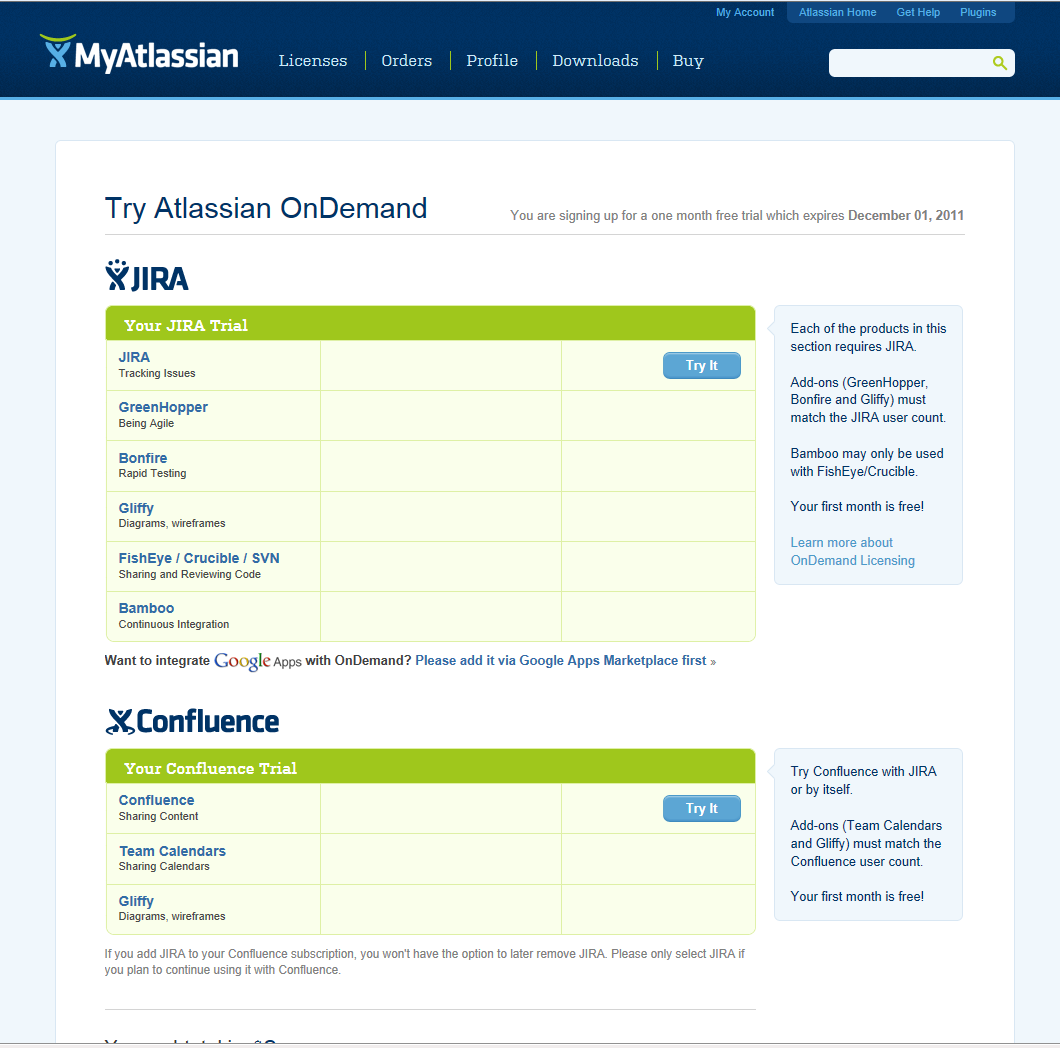 My Account Atlassian Home Get Help Plugins
MyAtlassian
Licenses Orders Profile Downloads Buy
Try Atlassian OnDemand
You are signing up for a one month free trial which expires December 01, 2011
JIRA
Your JIRA Trial
JIRA
Tracking Issues
Try It
GreenHopper
Being Agile
Bonfire
Rapid Testing
Gliffy
Diagrams, wireframes
FishEye / Crucible / SVN
Sharing and Reviewing Code
Bamboo
Continuous Integration
Each of the products in this
section requires JIRA.
Add-ons (GreenHopper,
Bonfire and Gliffy) must
match the JIRA user count.
Bamboo may only be used
with FishEye/Crucible.
Your first month is free!
Learn more about
OnDemand Licensing
Want to integrate Google Apps with OnDemand? Please add it via Google Apps Marketplace first »
Confluence
Your Confluence Trial
Confluence
Sharing Content
Try It
Team Calendars
Sharing Calendars
Gliffy
Diagrams, wireframes
Try Confluence with JIRA
or by itself.
Add-ons (Team Calendars
and Gliffy) must match the
Confluence user count.
Your first month is free!
If you add JIRA to your Confluence subscription, you won't have the option to later remove JIRA. Please only select JIRA if
you plan to continue using it with Confluence.